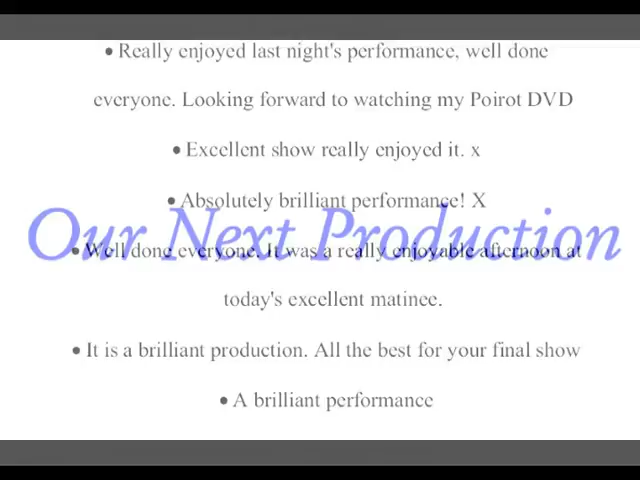 • Really enjoyed last night's performance, well done
everyone. Looking forward to watching my Poirot DVD
• Excellent show really enjoyed it. x
• Absolutely brilliant performance! X
Our Next Production
• Well done everyone. It was a really enjoyable afternoon at
today's excellent matinee.
• It is a brilliant production. All the best for your final show
• A brilliant performance